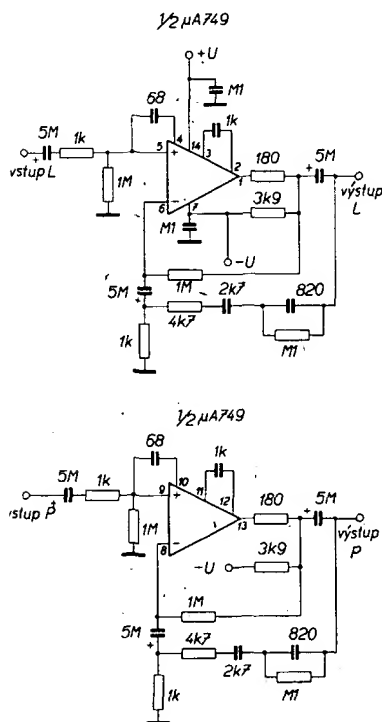 1/2 µA749
+U
M1
68
1k
5M
1k
4
14
3
vstup L
5
+
2
1
180
5M
1M
6
-
7
3k9
výstup
L
M1
-U
1M
5M
2k7
820
4k7
1k
M1
1/2 µA749
68
1k
5M
1k
10
11
vstup P
9
+
12
13
180
5M
1M
8
-
3k9
výstup
P
-U
1M
5M
4k7
820
2k7
1k
M1